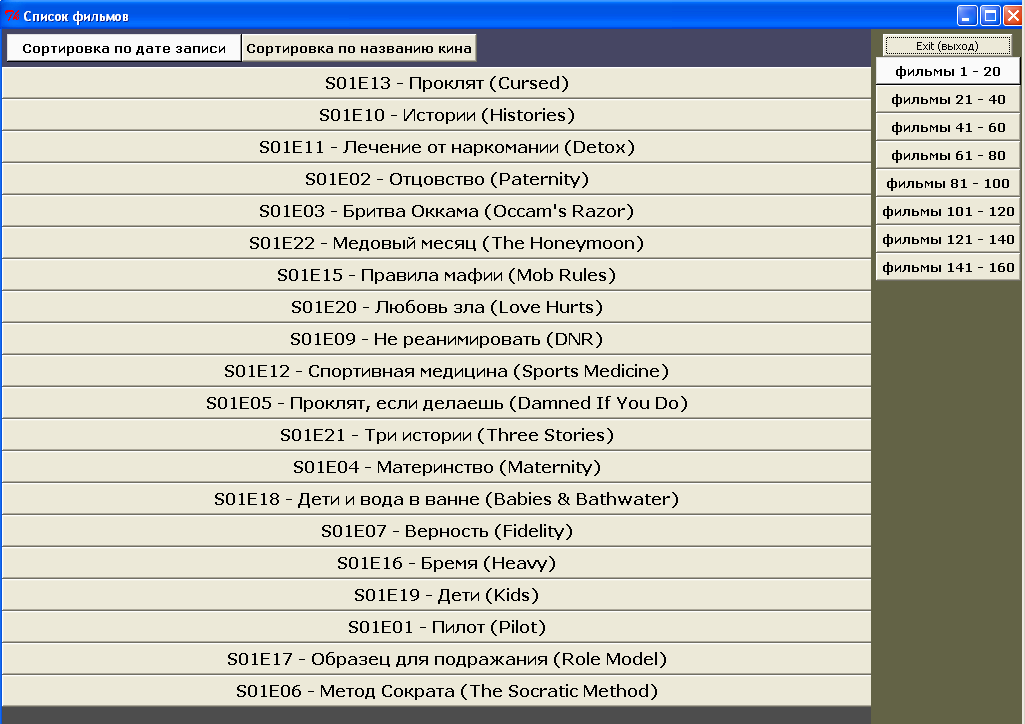 Список фильмов
Сортировка по дате записи
Сортировка по названию кина
S01E13 - Проклят (Cursed)
S01E10 - Истории (Histories)
S01E11 - Лечение от наркомании (Detox)
S01E02 - Отцовство (Paternity)
S01E03 - Бритва Оккама (Occam's Razor)
S01E22 - Медовый месяц (The Honeymoon)
S01E15 - Правила мафии (Mob Rules)
S01E20 - Любовь зла (Love Hurts)
S01E09 - Не реанимировать (DNR)
S01E12 - Спортивная медицина (Sports Medicine)
S01E05 - Проклят, если делаешь (Damned If You Do)
S01E21 - Три истории (Three Stories)
S01E04 - Материнство (Maternity)
S01E18 - Дети и вода в ванне (Babies & Bathwater)
S01E07 - Верность (Fidelity)
S01E16 - Бремя (Heavy)
S01E19 - Дети (Kids)
S01E01 - Пилот (Pilot)
S01E17 - Образец для подражания (Role Model)
S01E06 - Метод Сократа (The Socratic Method)
Exit (выход)
фильмы 1 - 20
фильмы 21 - 40
фильмы 41 - 60
фильмы 61 - 80
фильмы 81 - 100
фильмы 101 - 120
фильмы 121 - 140
фильмы 141 - 160